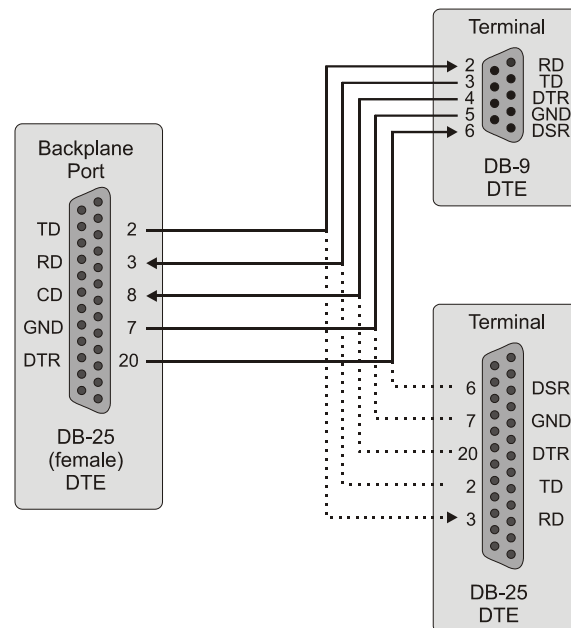 Terminal
2 RD
3 TD
4 DTR
5 GND
6 DSR
DB-9
DTE
Backplane
Port
TD 2
RD 3
CD 8
GND 7
DTR 20
DB-25
(female)
DTE
Terminal
6 DSR
7 GND
20 DTR
2 TD
3 RD
DB-25
DTE